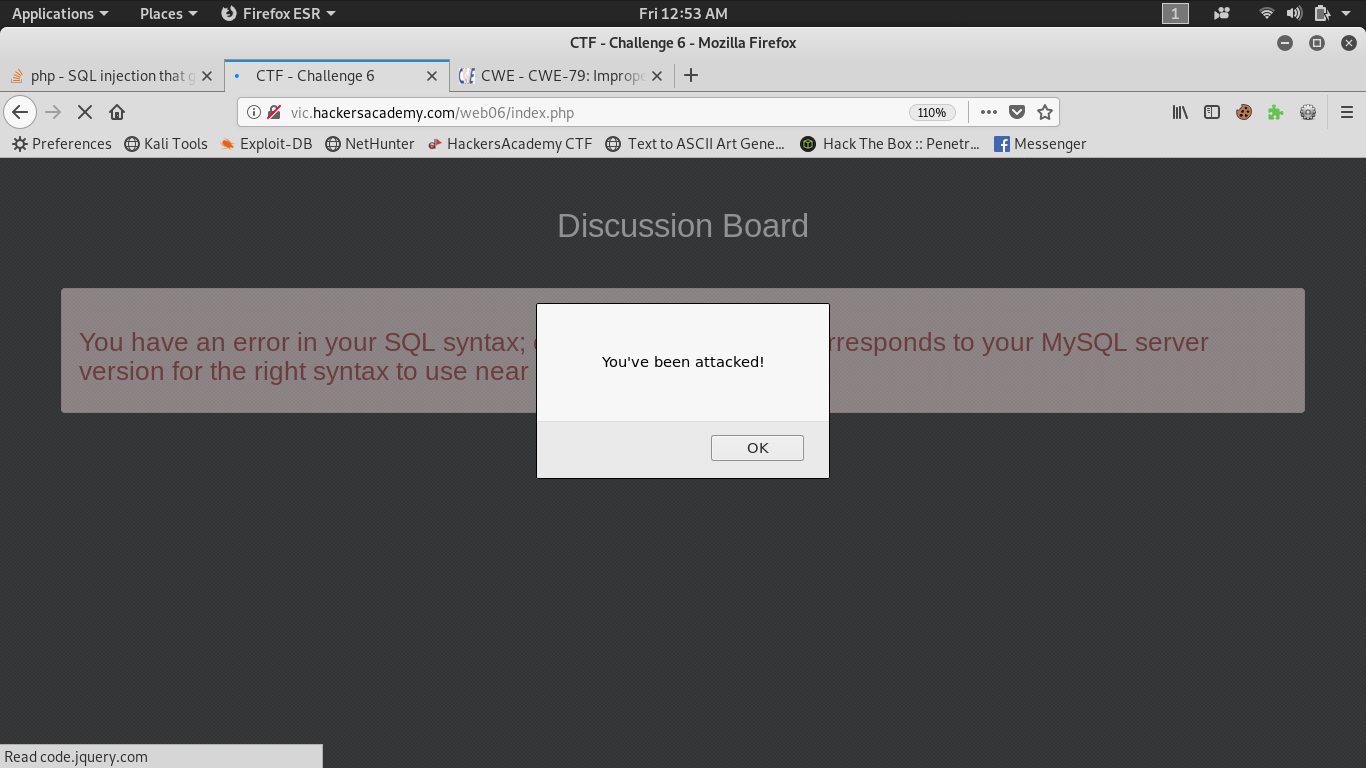 Applications Places Firefox ESR Fri 12:53 AM 1
CTF - Challenge 6 - Mozilla Firefox
php - SQL injection that g CTF - Challenge 6 CWE - CWE-79: Imprope
vic.hackersacademy.com/web06/index.php 110%
Preferences Kali Tools Exploit-DB NetHunter HackersAcademy CTF Text to ASCII Art Gene... Hack The Box :: Penetr... Messenger
Discussion Board
You have an error in your SQL syntax; rresponds to your MySQL server
version for the right syntax to use near
You've been attacked!
OK
Read code.jquery.com